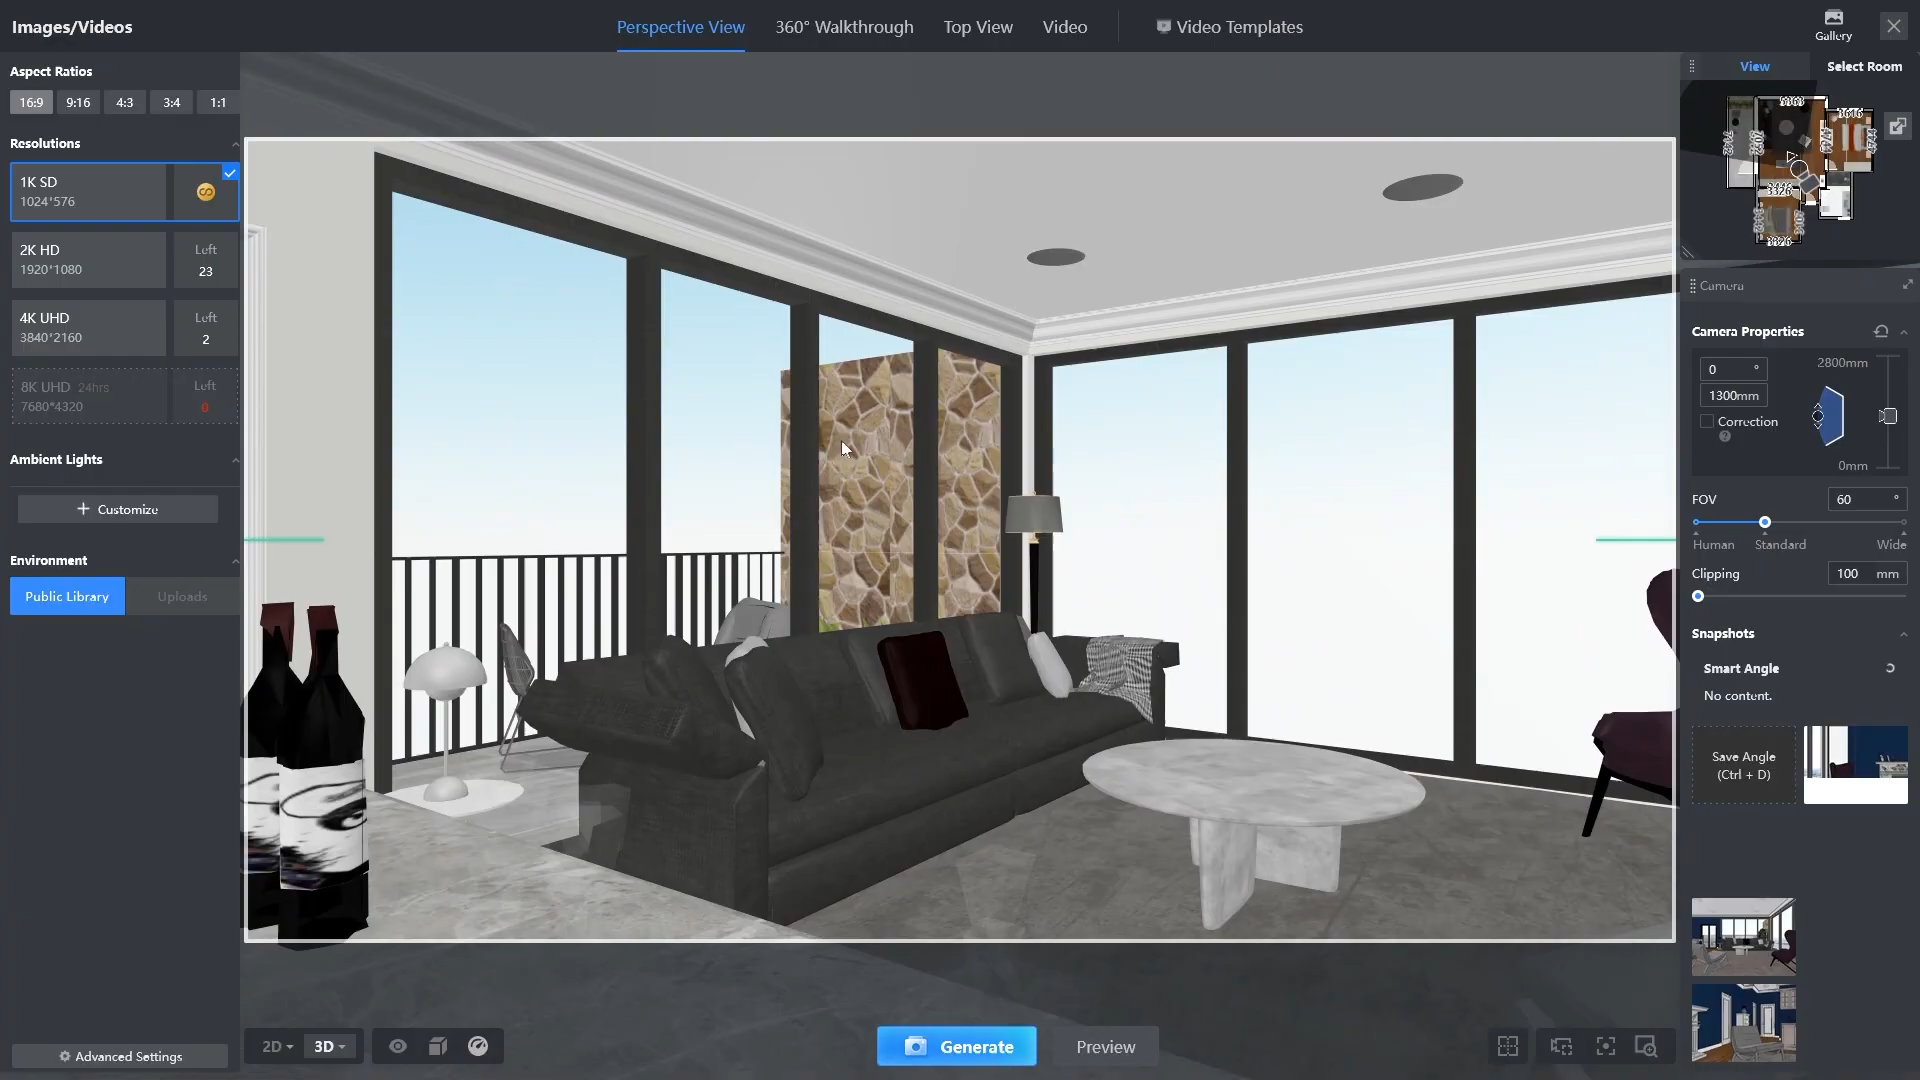 Images/Videos
Perspective View
360° Walkthrough
Top View
Video
Video Templates
Gallery
Aspect Ratios
16:9
9:16
4:3
3:4
1:1
Resolutions
1K SD
1024*576
2K HD
1920*1080
Left
23
4K UHD
3840*2160
Left
2
8K UHD 24hrs
7680*4320
Left
0
Ambient Lights
+ Customize
Environment
Public Library
Uploads
Advanced Settings
2D
3D
Generate
Preview
View
Select Room
3363
3616
4744
3326
Camera
Camera Properties
0 °
1300mm
Correction
2800mm
0mm
FOV
60 °
Human
Standard
Wide
Clipping
100 mm
Snapshots
Smart Angle
No content.
Save Angle
(Ctrl + D)